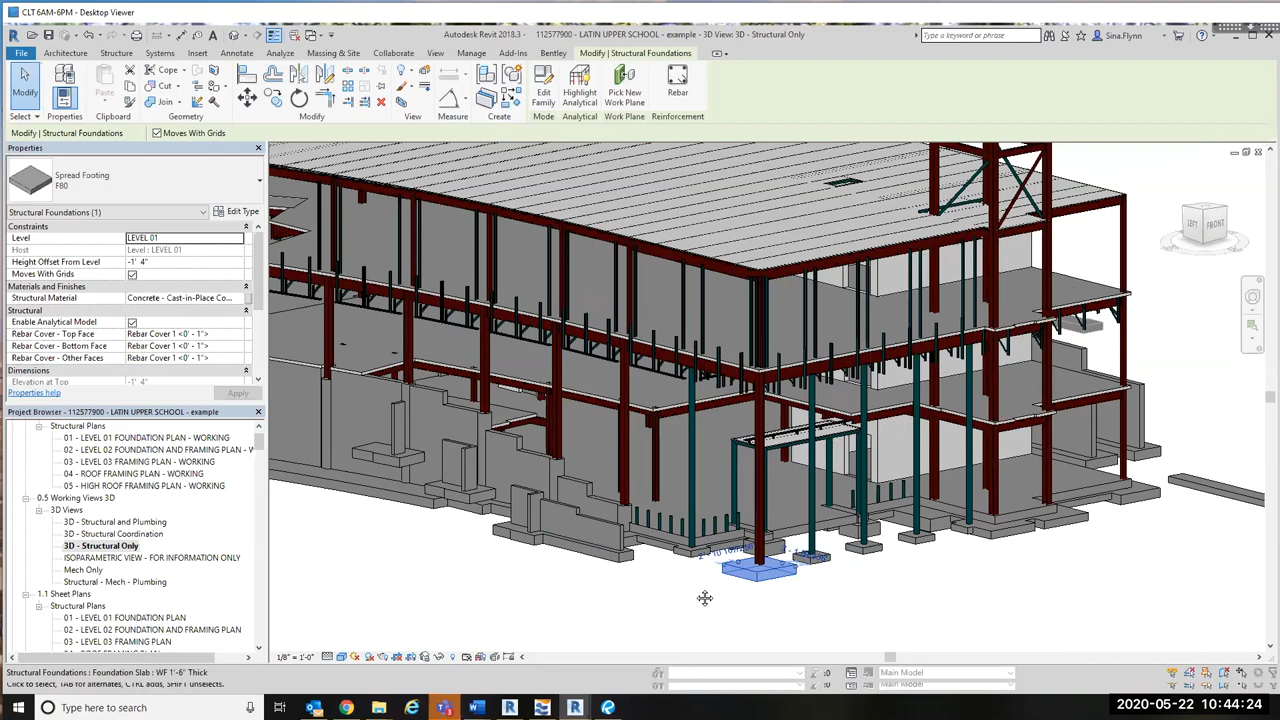 CLT 6AM-6PM - Desktop Viewer
Autodesk Revit 2018.3 - 112577900 - LATIN UPPER SCHOOL - example - 3D View: 3D - Structural Only
Type a keyword or phrase
Sina.Flynn
File Architecture Structure Systems Insert Annotate Analyze Massing & Site Collaborate View Manage Add-Ins Bentley Modify | Structural Foundations
Modify
Paste
Cope
Cut
Join
Edit Family
Highlight Analytical
Pick New Work Plane
Rebar
Select Properties Clipboard Geometry Modify View Measure Create Mode Analytical Work Plane Reinforcement
Modify | Structural Foundations Moves With Grids
Properties
Spread Footing
F80
Structural Foundations (1) Edit Type
Constraints
Level LEVEL 01
Host Level : LEVEL 01
Height Offset From Level -1' 4"
Moves With Grids
Materials and Finishes
Structural Material Concrete - Cast-in-Place Co...
Structural
Enable Analytical Model
Rebar Cover - Top Face Rebar Cover 1 <0' - 1">
Rebar Cover - Bottom Face Rebar Cover 1 <0' - 1">
Rebar Cover - Other Faces Rebar Cover 1 <0' - 1">
Dimensions
Elevation at Top -1' 4"
Properties help Apply
Project Browser - 112577900 - LATIN UPPER SCHOOL - example
Structural Plans
01 - LEVEL 01 FOUNDATION PLAN - WORKING
02 - LEVEL 02 FOUNDATION AND FRAMING PLAN - W
03 - LEVEL 03 FRAMING PLAN - WORKING
04 - ROOF FRAMING PLAN - WORKING
05 - HIGH ROOF FRAMING PLAN - WORKING
0.5 Working Views 3D
3D Views
3D - Structural and Plumbing
3D - Structural Coordination
3D - Structural Only
ISOPARAMETRIC VIEW - FOR INFORMATION ONLY
Mech Only
Structural - Mech - Plumbing
1.1 Sheet Plans
Structural Plans
01 - LEVEL 01 FOUNDATION PLAN
02 - LEVEL 02 FOUNDATION AND FRAMING PLAN
03 - LEVEL 03 FRAMING PLAN
LEFT FRONT
1/8" = 1'-0"
Structural Foundations : Foundation Slab : WF 1'-6" Thick
Click to select, TAB for alternates, CTRL adds, SHIFT unselects.
:0 Main Model
:0 Main Model
Type here to search
2020-05-22 10:44:24